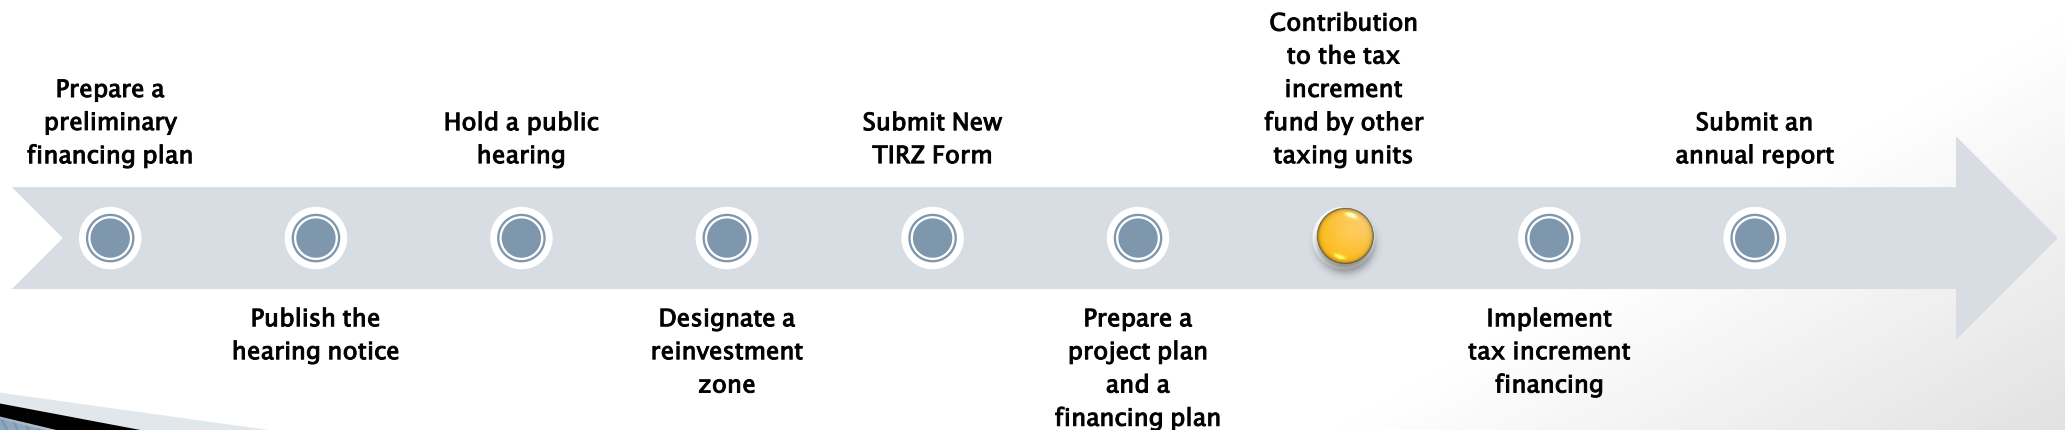 Prepare a
preliminary
financing plan
Publish the
hearing notice
Hold a public
hearing
Designate a
reinvestment
zone
Submit New
TIRZ Form
Prepare a
project plan
and a
financing plan
Contribution
to the tax
increment
fund by other
taxing units
Implement
tax increment
financing
Submit an
annual report